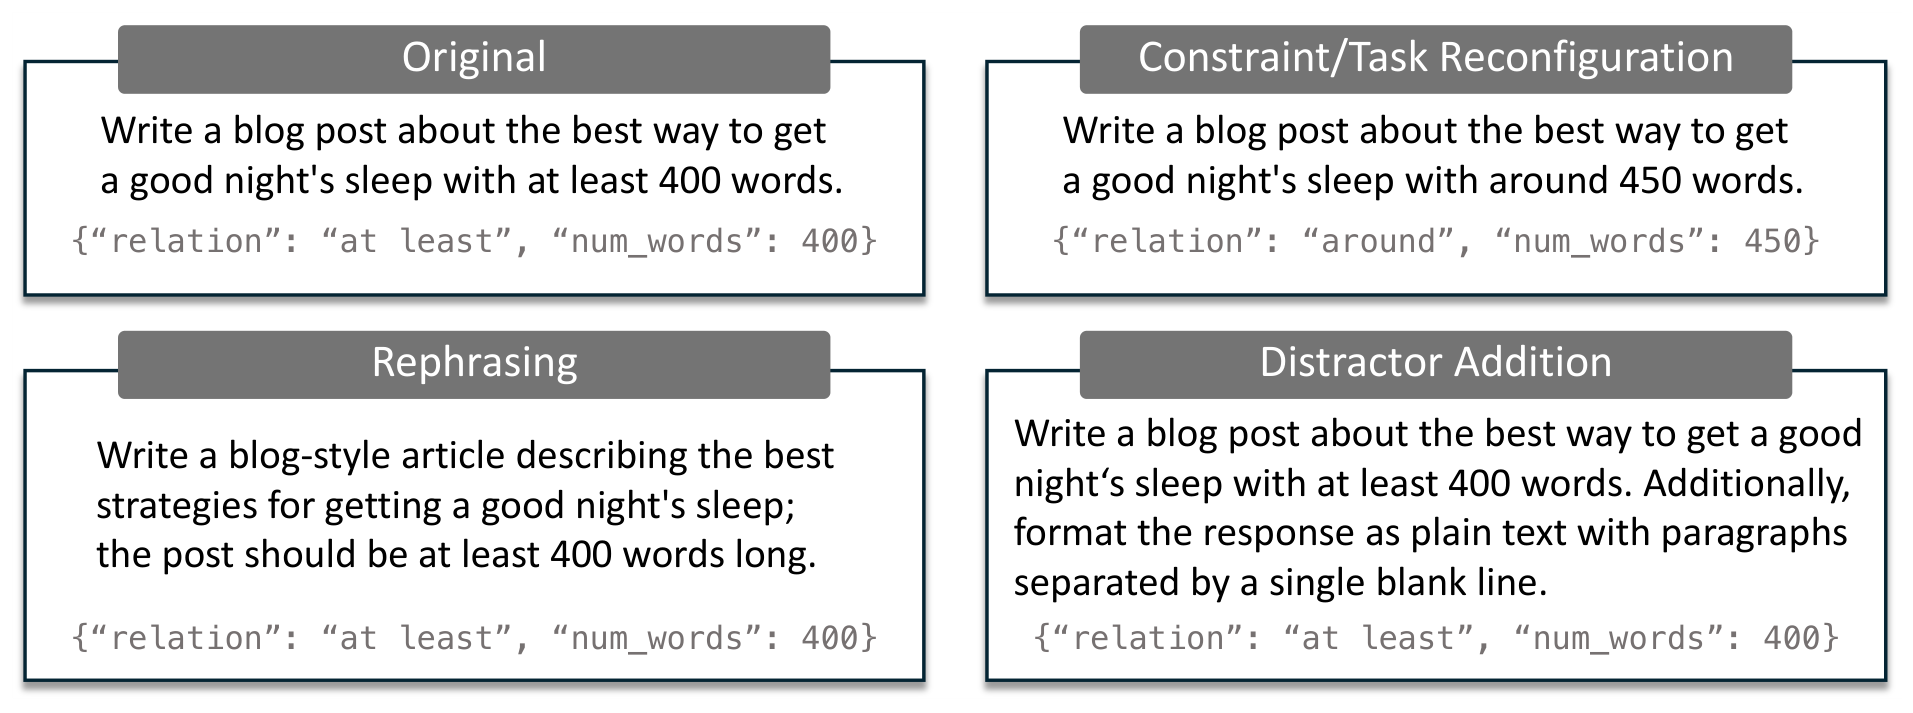 Original
Write a blog post about the best way to get
a good night's sleep with at least 400 words.
{“relation”: “at least”, “num_words”: 400}
Constraint/Task Reconfiguration
Write a blog post about the best way to get
a good night's sleep with around 450 words.
{“relation”: “around”, “num_words”: 450}
Rephrasing
Write a blog-style article describing the best
strategies for getting a good night's sleep;
the post should be at least 400 words long.
{“relation”: “at least”, “num_words”: 400}
Distractor Addition
Write a blog post about the best way to get a good
night‘s sleep with at least 400 words. Additionally,
format the response as plain text with paragraphs
separated by a single blank line.
{“relation”: “at least”, “num_words”: 400}